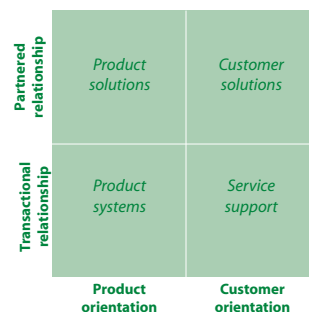 Partnered
relationship
Product
solutions
Customer
solutions
Transactional
relationship
Product
systems
Service
support
Product
orientation
Customer
orientation